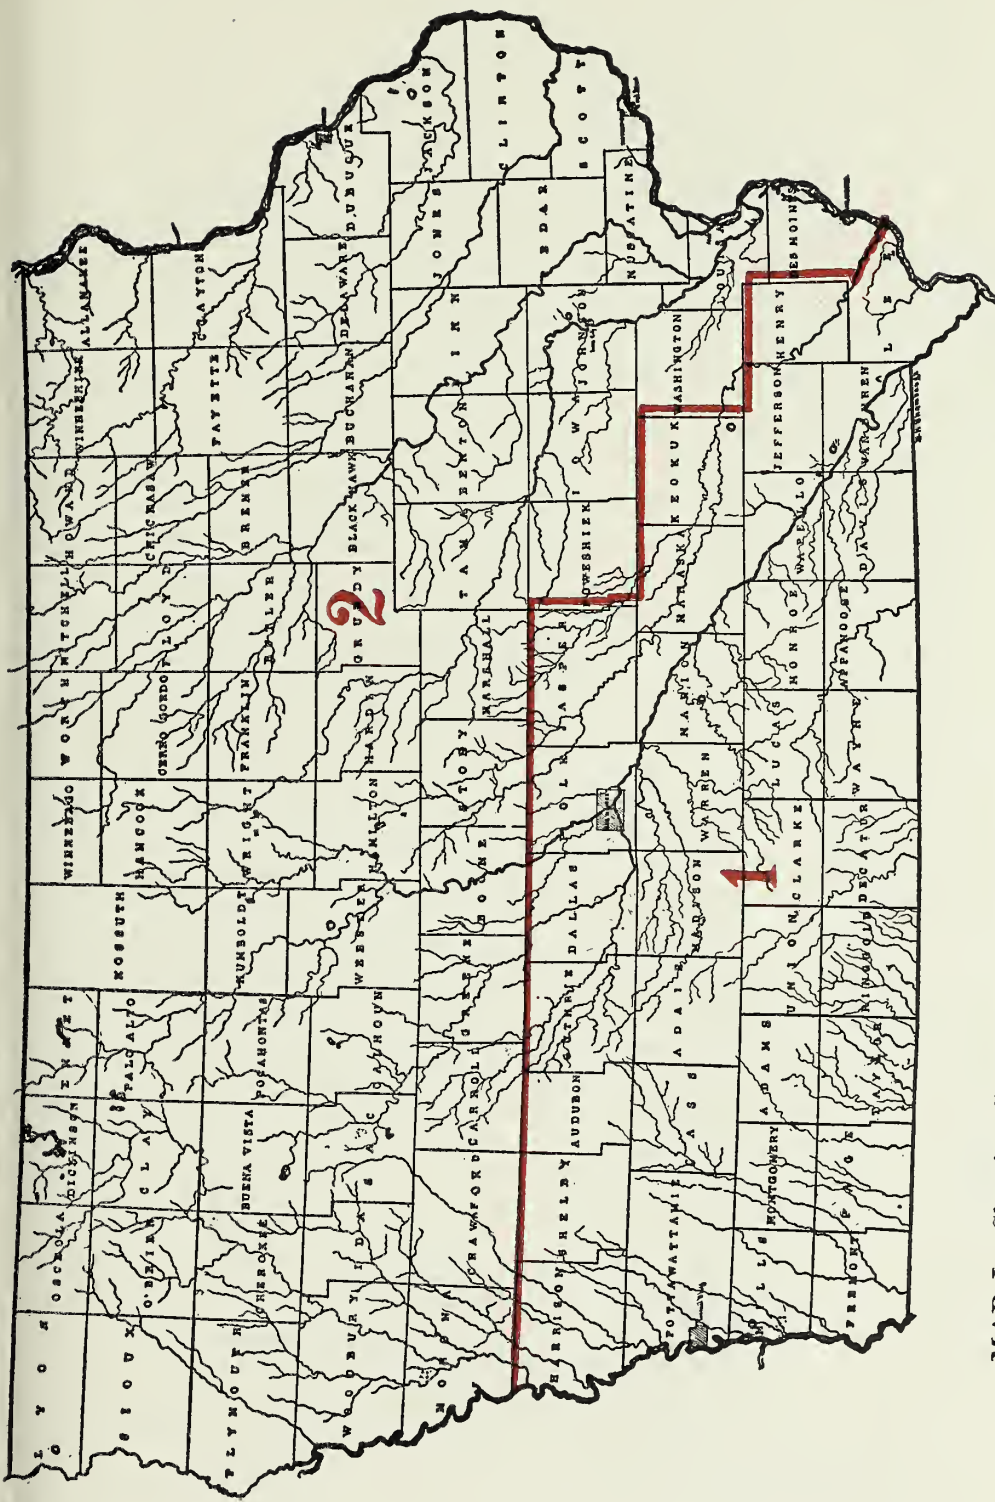 LYON
OSCEOLA
DICKINSON
EMMET
KOSSUTH
WINNEBAGO
WORTH
MITCHELL
HOWARD
WINNESHIEK
ALLAMAKEE
SIOUX
O'BRIEN
CLAY
PALO ALTO
HANCOCK
CERRO GORDO
FLOYD
CHICKASAW
FAYETTE
CLAYTON
PLYMOUTH
CHEROKEE
BUENA VISTA
POCAHONTAS
HUMBOLDT
WRIGHT
FRANKLIN
BUTLER
BREMER
WOODBURY
IDA
SAC
CALHOUN
WEBSTER
HAMILTON
HARDIN
GRUNDY
2
BLACK HAWK
BUCHANAN
DELAWARE
DUBUQUE
MONONA
CRAWFORD
CARROLL
GREENE
BOONE
STORY
MARSHALL
TAMA
BENTON
LINN
JONES
JACKSON
CLINTON
HARRISON
SHELBY
AUDUBON
GUTHRIE
DALLAS
POLK
JASPER
POWESHIEK
IOWA
JOHNSON
CEDAR
SCOTT
MUSCATINE
POTTAWATTAMIE
CASS
ADAIR
MADISON
WARREN
MARION
MAHASKA
KEOKUK
WASHINGTON
LOUISA
1
MILLS
MONTGOMERY
ADAMS
UNION
CLARKE
LUCAS
MONROE
WAPELLO
JEFFERSON
HENRY
DES MOINES
FREMONT
PAGE
TAYLOR
RINGGOLD
DECATUR
WAYNE
APPANOOSE
DAVIS
VAN BUREN
LEE